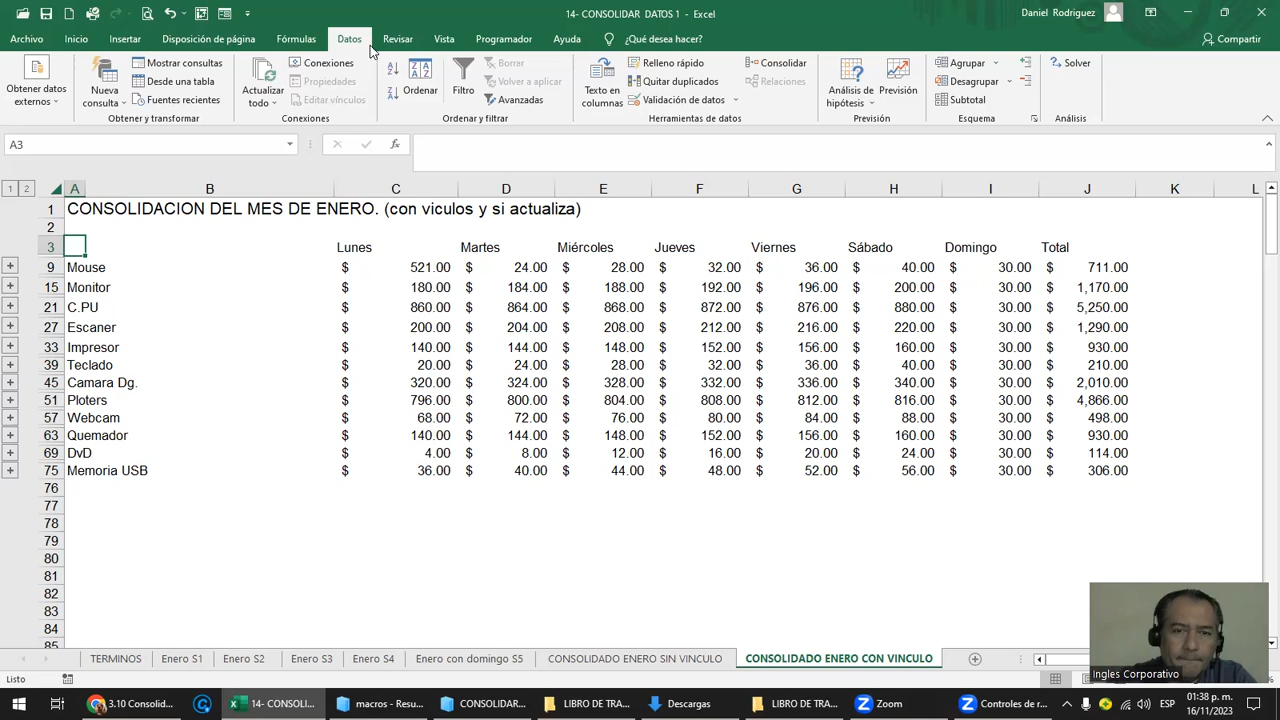 14- CONSOLIDAR DATOS 1 - Excel
Daniel Rodriguez
Archivo Inicio Insertar Disposición de página Fórmulas Datos Revisar Vista Programador Ayuda ¿Qué desea hacer? Compartir
Obtener datos externos
Nueva consulta
Mostrar consultas
Desde una tabla
Fuentes recientes
Obtener y transformar
Actualizar todo
Conexiones
Propiedades
Editar vínculos
Conexiones
Ordenar
Filtro
Borrar
Volver a aplicar
Avanzadas
Ordenar y filtrar
Texto en columnas
Relleno rápido
Quitar duplicados
Validación de datos
Consolidar
Relaciones
Herramientas de datos
Análisis de hipótesis
Previsión
Previsión
Agrupar
Desagrupar
Subtotal
Esquema
Solver
Análisis
A3
fx
1 2 A B C D E F G H I J K L
1 CONSOLIDACION DEL MES DE ENERO. (con viculos y si actualiza)
2
3 Lunes Martes Miércoles Jueves Viernes Sábado Domingo Total
9 Mouse $ 521.00 $ 24.00 $ 28.00 $ 32.00 $ 36.00 $ 40.00 $ 30.00 $ 711.00
15 Monitor $ 180.00 $ 184.00 $ 188.00 $ 192.00 $ 196.00 $ 200.00 $ 30.00 $ 1,170.00
21 C.PU $ 860.00 $ 864.00 $ 868.00 $ 872.00 $ 876.00 $ 880.00 $ 30.00 $ 5,250.00
27 Escaner $ 200.00 $ 204.00 $ 208.00 $ 212.00 $ 216.00 $ 220.00 $ 30.00 $ 1,290.00
33 Impresor $ 140.00 $ 144.00 $ 148.00 $ 152.00 $ 156.00 $ 160.00 $ 30.00 $ 930.00
39 Teclado $ 20.00 $ 24.00 $ 28.00 $ 32.00 $ 36.00 $ 40.00 $ 30.00 $ 210.00
45 Camara Dg. $ 320.00 $ 324.00 $ 328.00 $ 332.00 $ 336.00 $ 340.00 $ 30.00 $ 2,010.00
51 Ploters $ 796.00 $ 800.00 $ 804.00 $ 808.00 $ 812.00 $ 816.00 $ 30.00 $ 4,866.00
57 Webcam $ 68.00 $ 72.00 $ 76.00 $ 80.00 $ 84.00 $ 88.00 $ 30.00 $ 498.00
63 Quemador $ 140.00 $ 144.00 $ 148.00 $ 152.00 $ 156.00 $ 160.00 $ 30.00 $ 930.00
69 DvD $ 4.00 $ 8.00 $ 12.00 $ 16.00 $ 20.00 $ 24.00 $ 30.00 $ 114.00
75 Memoria USB $ 36.00 $ 40.00 $ 44.00 $ 48.00 $ 52.00 $ 56.00 $ 30.00 $ 306.00
76
77
78
79
80
81
82
83
84
85
TERMINOS Enero S1 Enero S2 Enero S3 Enero S4 Enero con domingo S5 CONSOLIDADO ENERO SIN VINCULO CONSOLIDADO ENERO CON VINCULO
Ingles Corporativo
Listo
3.10 Consolid... 14- CONSOLI... macros - Resu... CONSOLIDAR... LIBRO DE TRA... Descargas LIBRO DE TRA... Zoom Controles de r... ESP 01:38 p. m.
16/11/2023